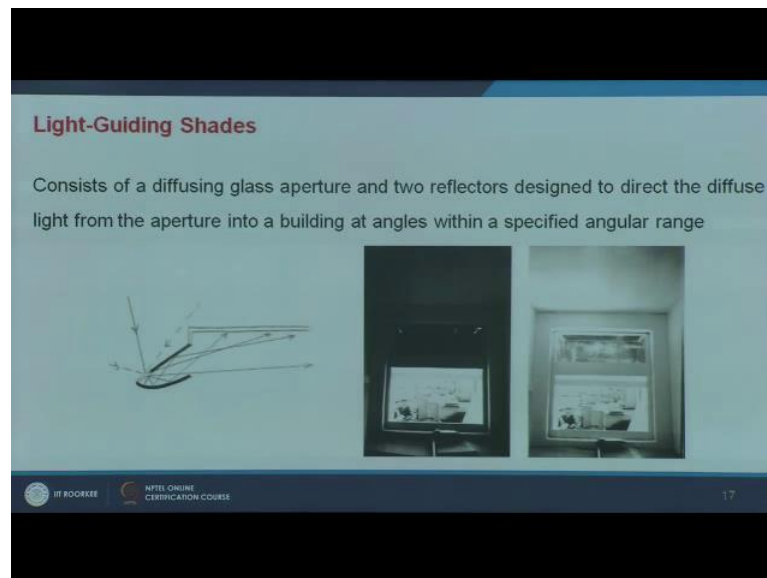 Light-Guiding Shades
Consists of a diffusing glass aperture and two reflectors designed to direct the diffuse
light from the aperture into a building at angles within a specified angular range
IIT ROORKEE
NPTEL ONLINE
CERTIFICATION COURSE
17